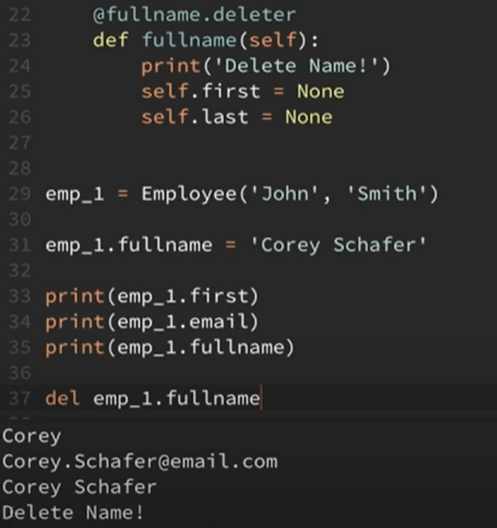 22 @fullname.deleter
23 def fullname(self):
24 print('Delete Name!')
25 self.first = None
26 self.last = None
27
28
29 emp_1 = Employee('John', 'Smith')
30
31 emp_1.fullname = 'Corey Schafer'
32
33 print(emp_1.first)
34 print(emp_1.email)
35 print(emp_1.fullname)
36
37 del emp_1.fullname
Corey
Corey.Schafer@email.com
Corey Schafer
Delete Name!